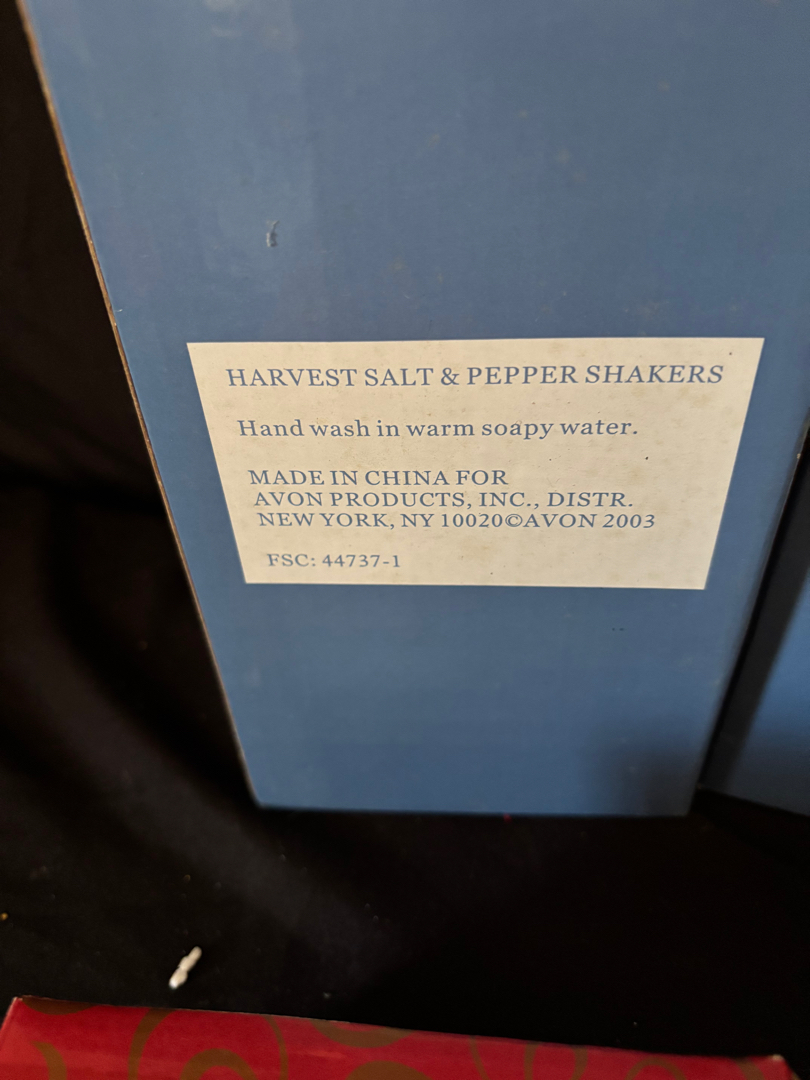 HARVEST SALT & PEPPER SHAKERS
Hand wash in warm soapy water.
MADE IN CHINA FOR
AVON PRODUCTS, INC., DISTR.
NEW YORK, NY 10020©AVON 2003
FSC: 44737-1